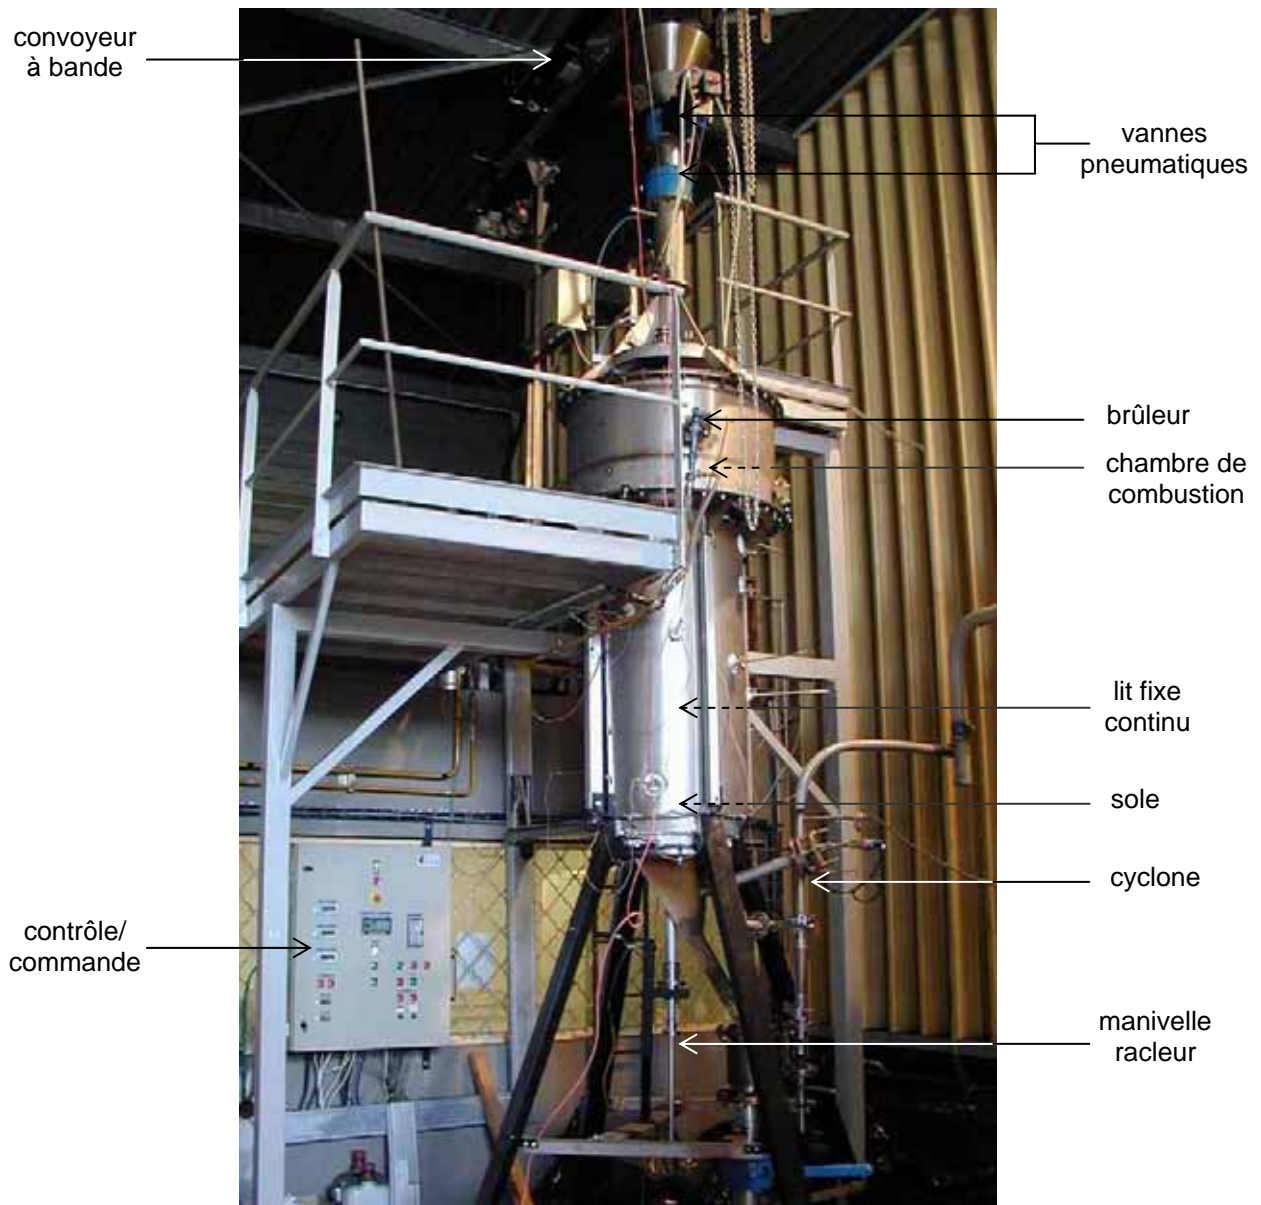 convoyeur
à bande
vannes
pneumatiques
brûleur
chambre de
combustion
lit fixe
continu
sole
cyclone
contrôle/
commande
manivelle
racleur